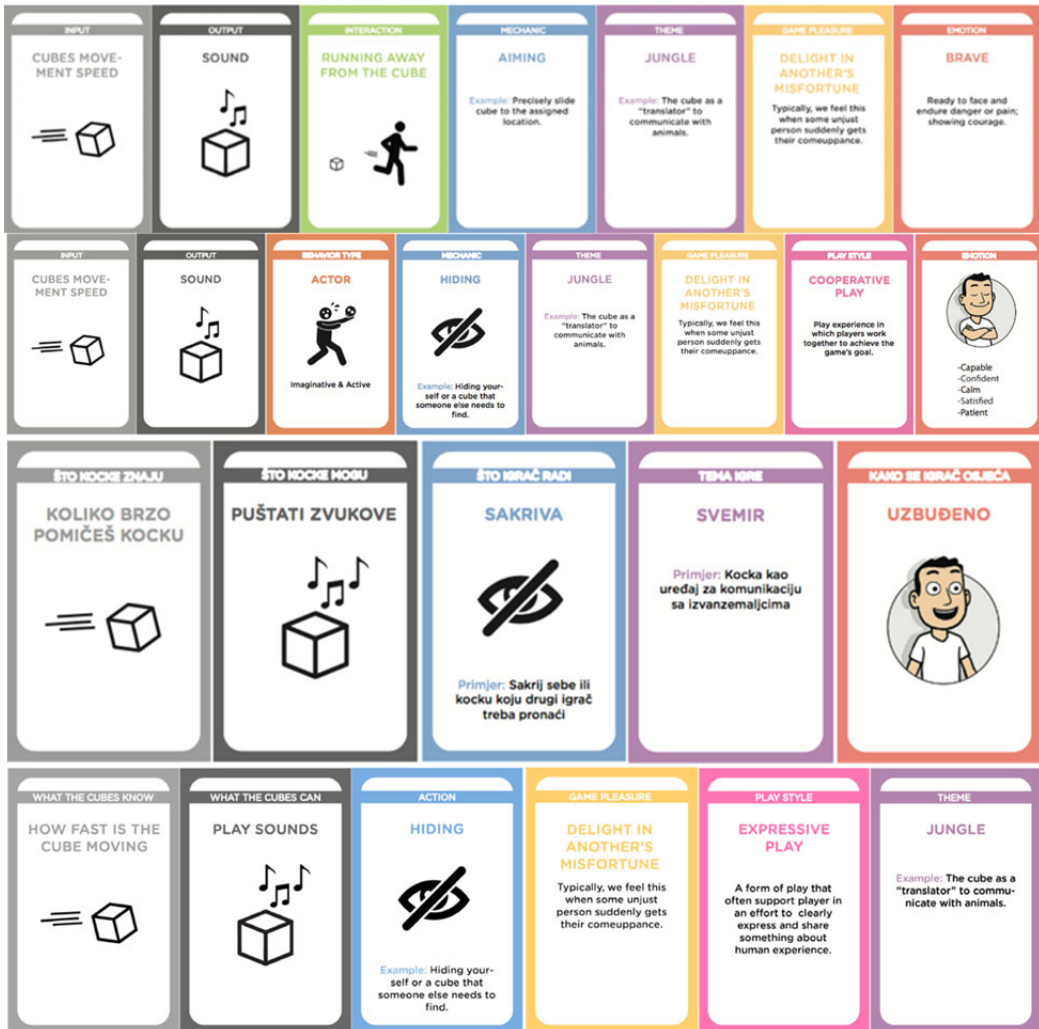 INPUT
CUBES MOVE-
MENT SPEED
OUTPUT
SOUND
INTERACTION
RUNNING AWAY
FROM THE CUBE
MECHANIC
AIMING
Example: Precisely slide
cube to the assigned
location.
THEME
JUNGLE
Example: The cube as a
"translator" to
communicate with
animals.
GAME PLEASURE
DELIGHT IN
ANOTHER'S
MISFORTUNE
Typically, we feel this
when some unjust
person suddenly gets
their comeuppance.
EMOTION
BRAVE
Ready to face and
endure danger or pain;
showing courage.
INPUT
CUBES MOVE-
MENT SPEED
OUTPUT
SOUND
BEHAVIOR TYPE
ACTOR
Imaginative & Active
MECHANIC
HIDING
Example: Hiding your-
self or a cube that
someone else needs to
find.
THEME
JUNGLE
Example: The cube as a
"translator" to
communicate with
animals.
GAME PLEASURE
DELIGHT IN
ANOTHER'S
MISFORTUNE
Typically, we feel this
when some unjust
person suddenly gets
their comeuppance.
PLAY STYLE
COOPERATIVE
PLAY
Play experience in
which players work
together to achieve the
game's goal.
EMOTION
-Capable
-Confident
-Calm
-Satisfied
-Patient
ŠTO KOCKE ZNAJU
KOLIKO BRZO
POMIČEŠ KOCKU
ŠTO KOCKE MOGU
PUŠTATI ZVUKOVE
ŠTO IGRAČ RADI
SAKRIVA
Primjer: Sakrij sebe ili
kocku koju drugi igrač
treba pronaći
TEMA IGRE
SVEMIR
Primjer: Kocka kao
uređaj za komunikaciju
sa izvanzemaljcima
KAKO SE IGRAČ OSJEĆA
UZBUĐENO
WHAT THE CUBES KNOW
HOW FAST IS THE
CUBE MOVING
WHAT THE CUBES CAN
PLAY SOUNDS
ACTION
HIDING
Example: Hiding your-
self or a cube that
someone else needs to
find.
GAME PLEASURE
DELIGHT IN
ANOTHER'S
MISFORTUNE
Typically, we feel this
when some unjust
person suddenly gets
their comeuppance.
PLAY STYLE
EXPRESSIVE
PLAY
A form of play that
often support player in
an effort to clearly
express and share
something about
human experience.
THEME
JUNGLE
Example: The cube as a
"translator" to commu-
nicate with animals.